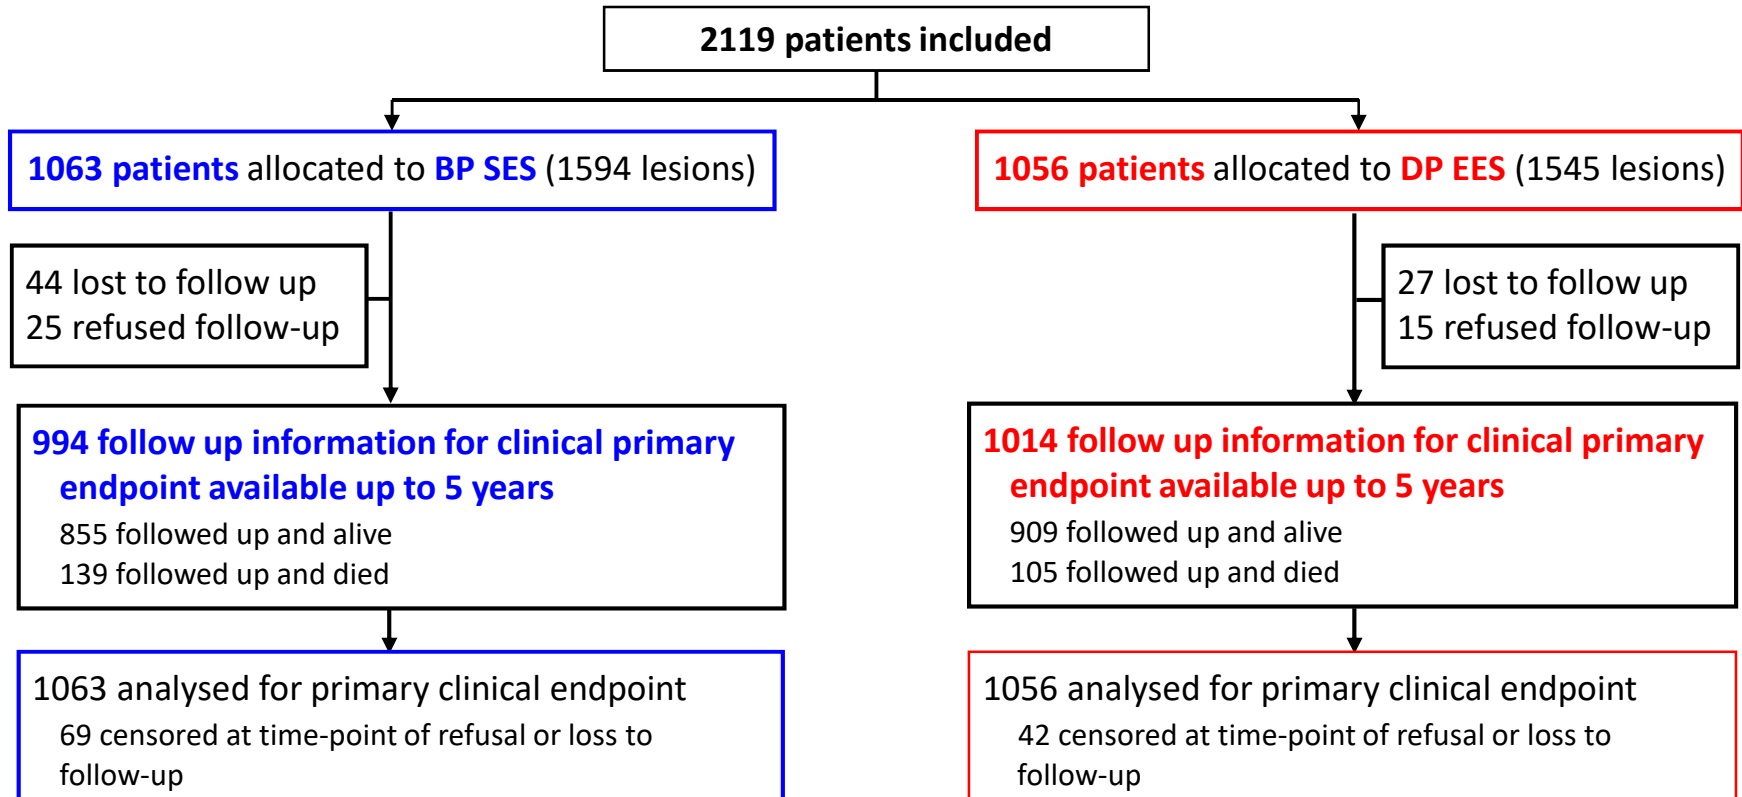 2119 patients included
1063 patients allocated to BP SES (1594 lesions)
1056 patients allocated to DP EES (1545 lesions)
44 lost to follow up
25 refused follow-up
27 lost to follow up
15 refused follow-up
994 follow up information for clinical primary
endpoint available up to 5 years
855 followed up and alive
139 followed up and died
1014 follow up information for clinical primary
endpoint available up to 5 years
909 followed up and alive
105 followed up and died
1063 analysed for primary clinical endpoint
69 censored at time-point of refusal or loss to
follow-up
1056 analysed for primary clinical endpoint
42 censored at time-point of refusal or loss to
follow-up